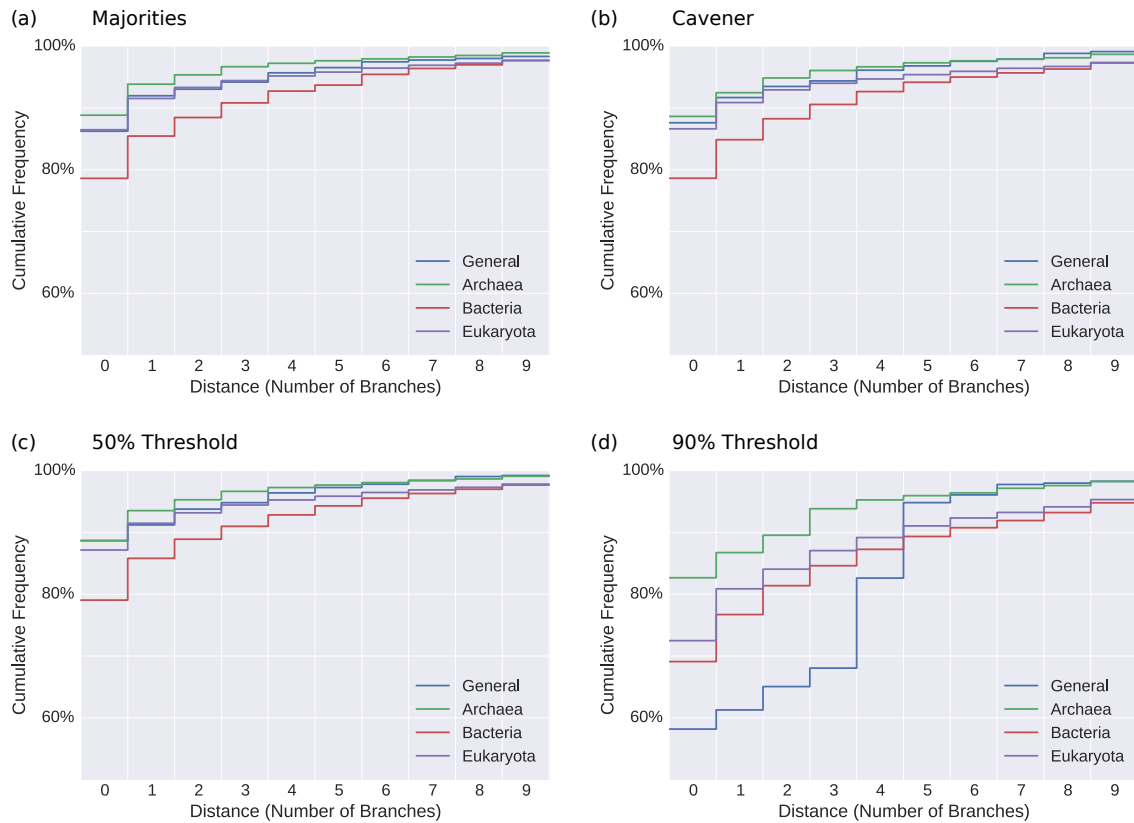 (a) Majorities
100%
80%
60%
Cumulative Frequency
General
Archaea
Bacteria
Eukaryota
0 1 2 3 4 5 6 7 8 9
Distance (Number of Branches)
(b) Cavener
100%
80%
60%
Cumulative Frequency
General
Archaea
Bacteria
Eukaryota
0 1 2 3 4 5 6 7 8 9
Distance (Number of Branches)
(c) 50% Threshold
100%
80%
60%
Cumulative Frequency
General
Archaea
Bacteria
Eukaryota
0 1 2 3 4 5 6 7 8 9
Distance (Number of Branches)
(d) 90% Threshold
100%
80%
60%
Cumulative Frequency
General
Archaea
Bacteria
Eukaryota
0 1 2 3 4 5 6 7 8 9
Distance (Number of Branches)